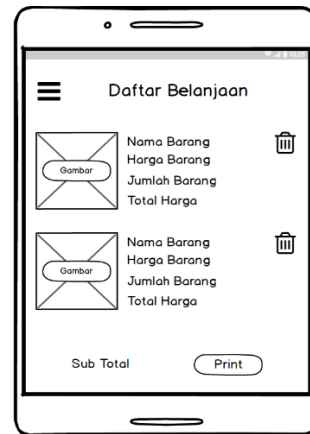 Daftar Belanjaan
Gambar
Nama Barang
Harga Barang
Jumlah Barang
Total Harga
Gambar
Nama Barang
Harga Barang
Jumlah Barang
Total Harga
Sub Total
Print